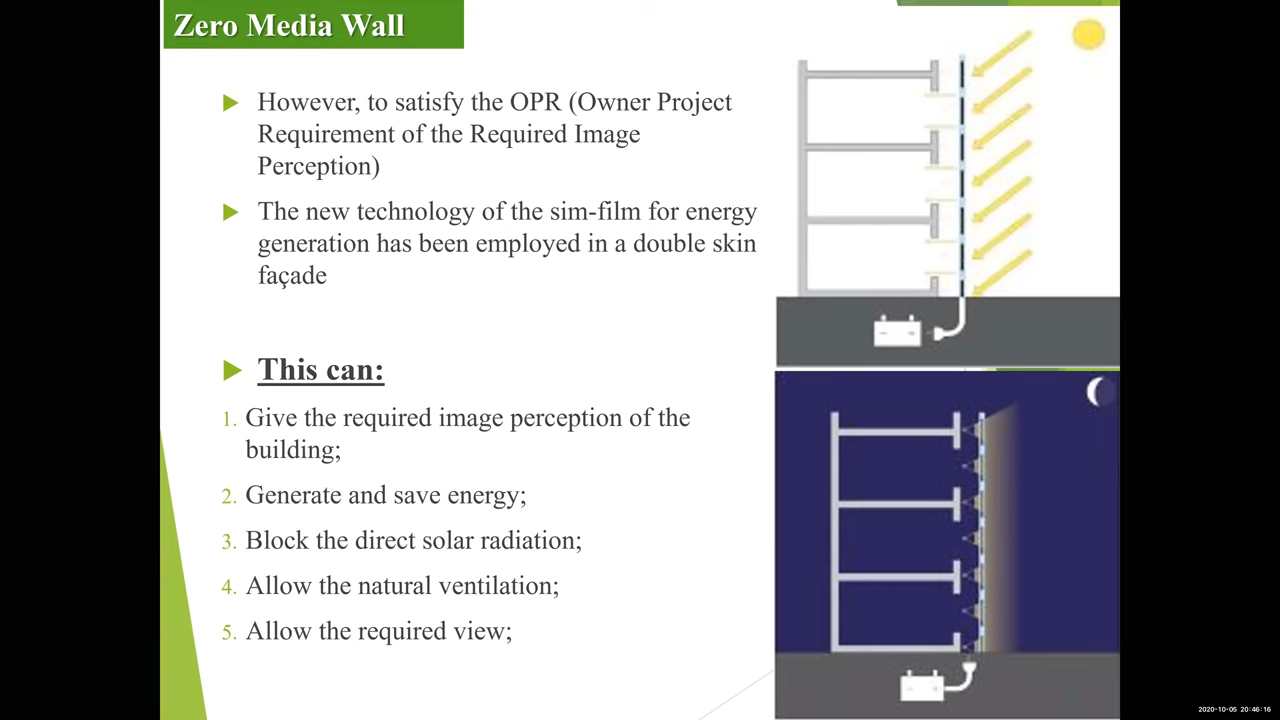 Zero Media Wall
However, to satisfy the OPR (Owner Project
Requirement of the Required Image
Perception)
The new technology of the sim-film for energy
generation has been employed in a double skin
façade
This can:
1. Give the required image perception of the
building;
2. Generate and save energy;
3. Block the direct solar radiation;
4. Allow the natural ventilation;
5. Allow the required view;
2020-10-05 20:46:16